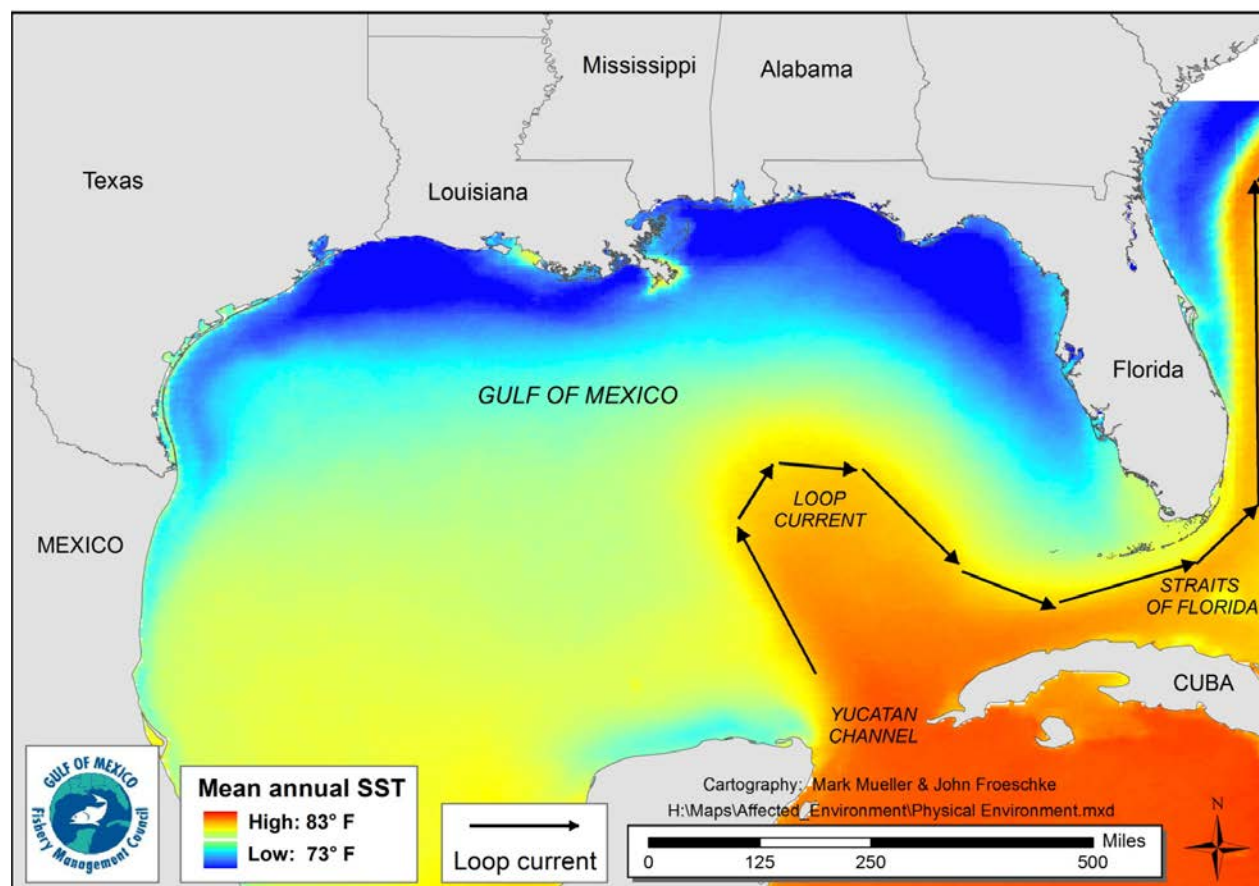 Mississippi
Alabama
Texas
Louisiana
Florida
GULF OF MEXICO
LOOP
CURRENT
MEXICO
STRAITS
OF FLORIDA
CUBA
YUCATAN
CHANNEL
GULF OF MEXICO
Fishery Management Council
Mean annual SST
High: 83° F
Low: 73° F
Loop current
Cartography: Mark Mueller & John Froeschke
H:\Maps\Affected_Environment\Physical Environment.mxd
Miles
0 125 250 500
N